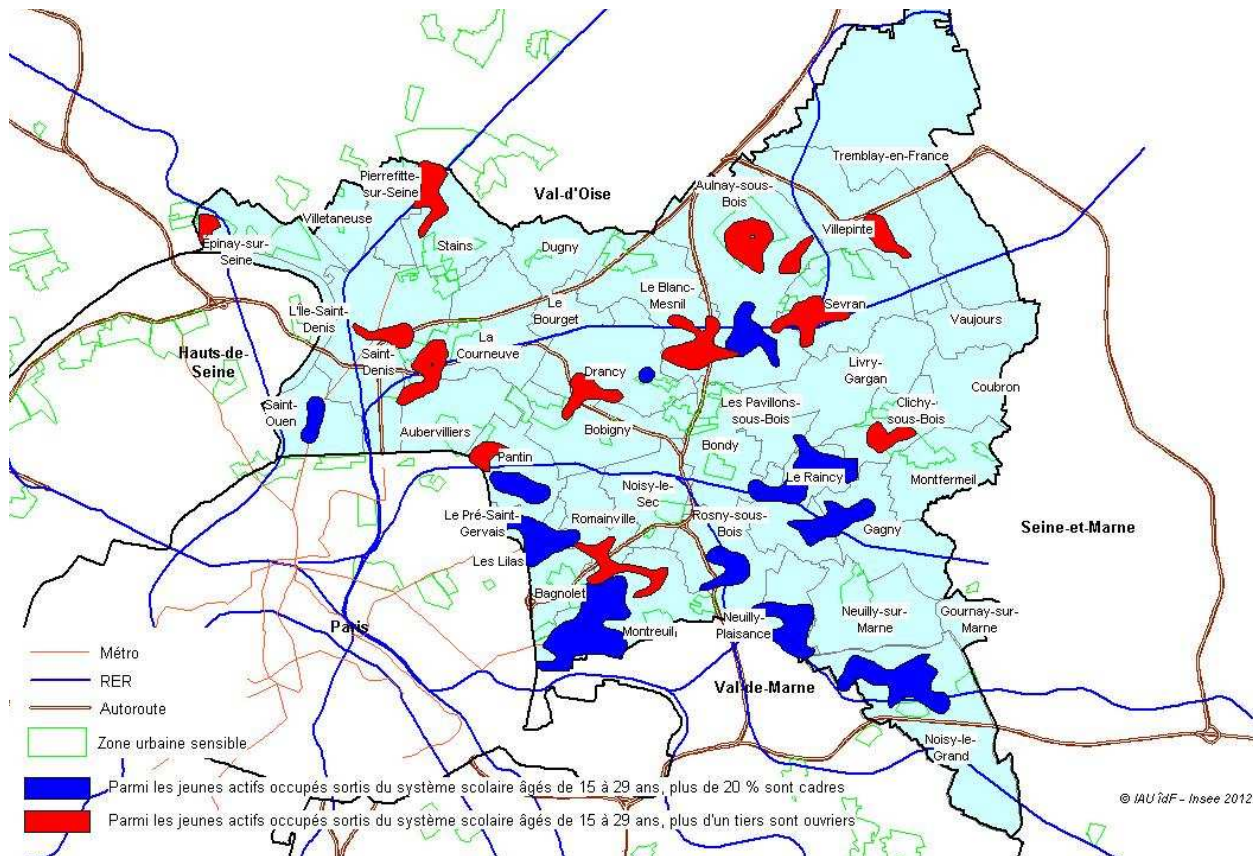 Tremblay-en-France
Pierrefitte-
sur-Seine
Val-d'Oise
Aulnay-sous-
Bois
Villetaneuse
Villepinte
Épinay-sur-
Seine
Stains
Dugny
Le Blanc-
Mesnil
L'Île-Saint-
Denis
Le
Bourget
Sevran
Vaujours
Hauts-de-
Seine
Saint-
Denis
La
Courneuve
Drancy
Livry-
Gargan
Coubron
Saint-
Ouen
Les Pavillons-
sous-Bois
Clichy-
sous-Bois
Aubervilliers
Bobigny
Bondy
Pantin
Le Raincy
Montfermeil
Noisy-le-
Sec
Le Pré-Saint-
Gervais
Romainville
Rosny-sous-
Bois
Gagny
Seine-et-Marne
Les Lilas
Bagnolet
Paris
Montreuil
Neuilly-
Plaisance
Neuilly-sur-
Marne
Gournay-sur-
Marne
Val-de-Marne
Noisy-le-
Grand
Métro
RER
Autoroute
Zone urbaine sensible
Parmi les jeunes actifs occupés sortis du système scolaire âgés de 15 à 29 ans, plus de 20 % sont cadres
Parmi les jeunes actifs occupés sortis du système scolaire âgés de 15 à 29 ans, plus d'un tiers sont ouvriers
© IAU îdF - Insee 2012